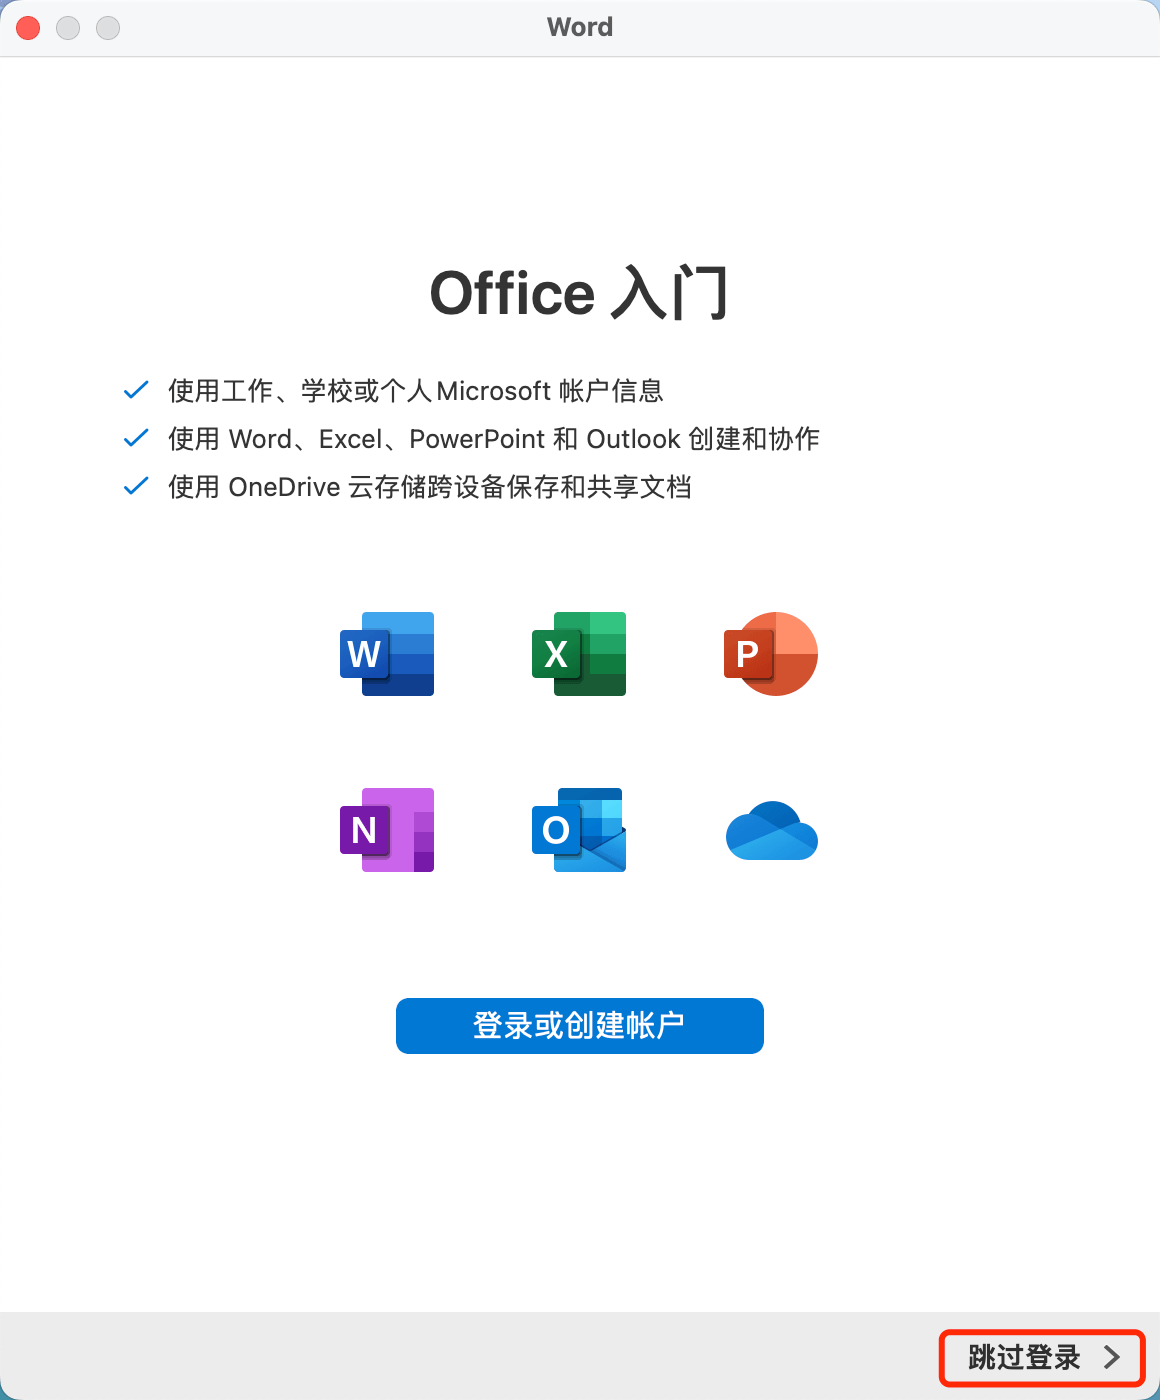 Word
Office 入门
使用工作、学校或个人Microsoft 帐户信息
使用 Word、Excel、PowerPoint 和 Outlook 创建和协作
使用 OneDrive 云存储跨设备保存和共享文档
W X P
N O
登录或创建帐户
跳过登录